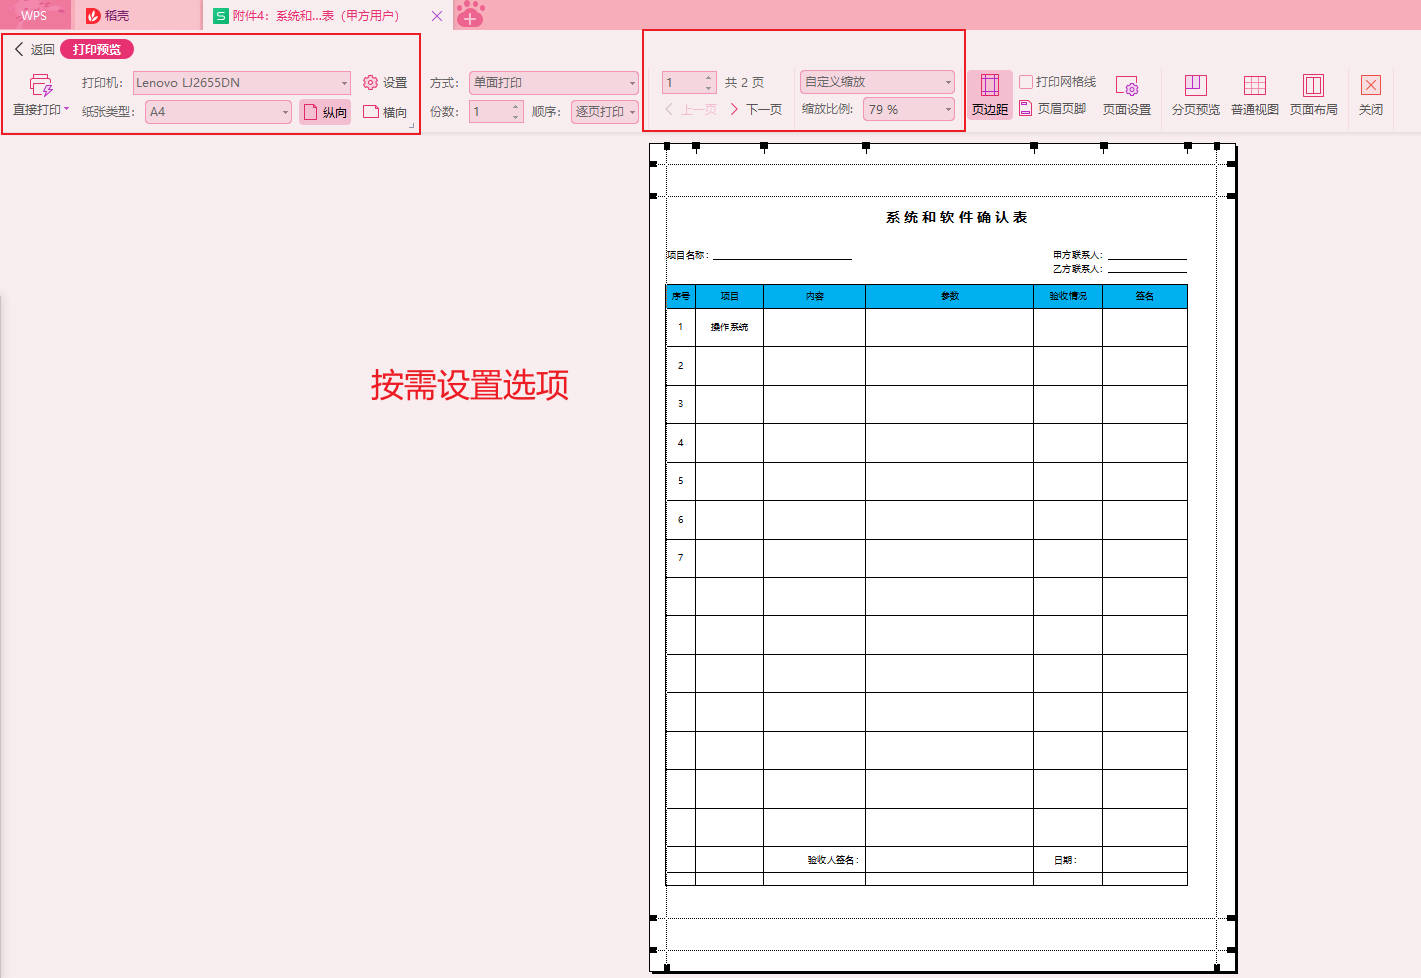 WPS
稻壳
S 附件4：系统和...表（甲方用户）
返回 打印预览
直接打印
打印机： Lenovo LJ2655DN 设置
纸张类型： A4 纵向 横向
方式： 单面打印
份数： 1 顺序： 逐页打印
1 共 2 页
上一页 下一页
自定义缩放
缩放比例： 79 %
页边距
打印网格线
页眉页脚
页面设置
分页预览
普通视图
页面布局
关闭
按需设置选项
系统和软件确认表
项目名称： 甲方联系人：
乙方联系人：
序号 项目 内容 参数 验收情况 签名
1 操作系统
2
3
4
5
6
7
验收人签名： 日期：